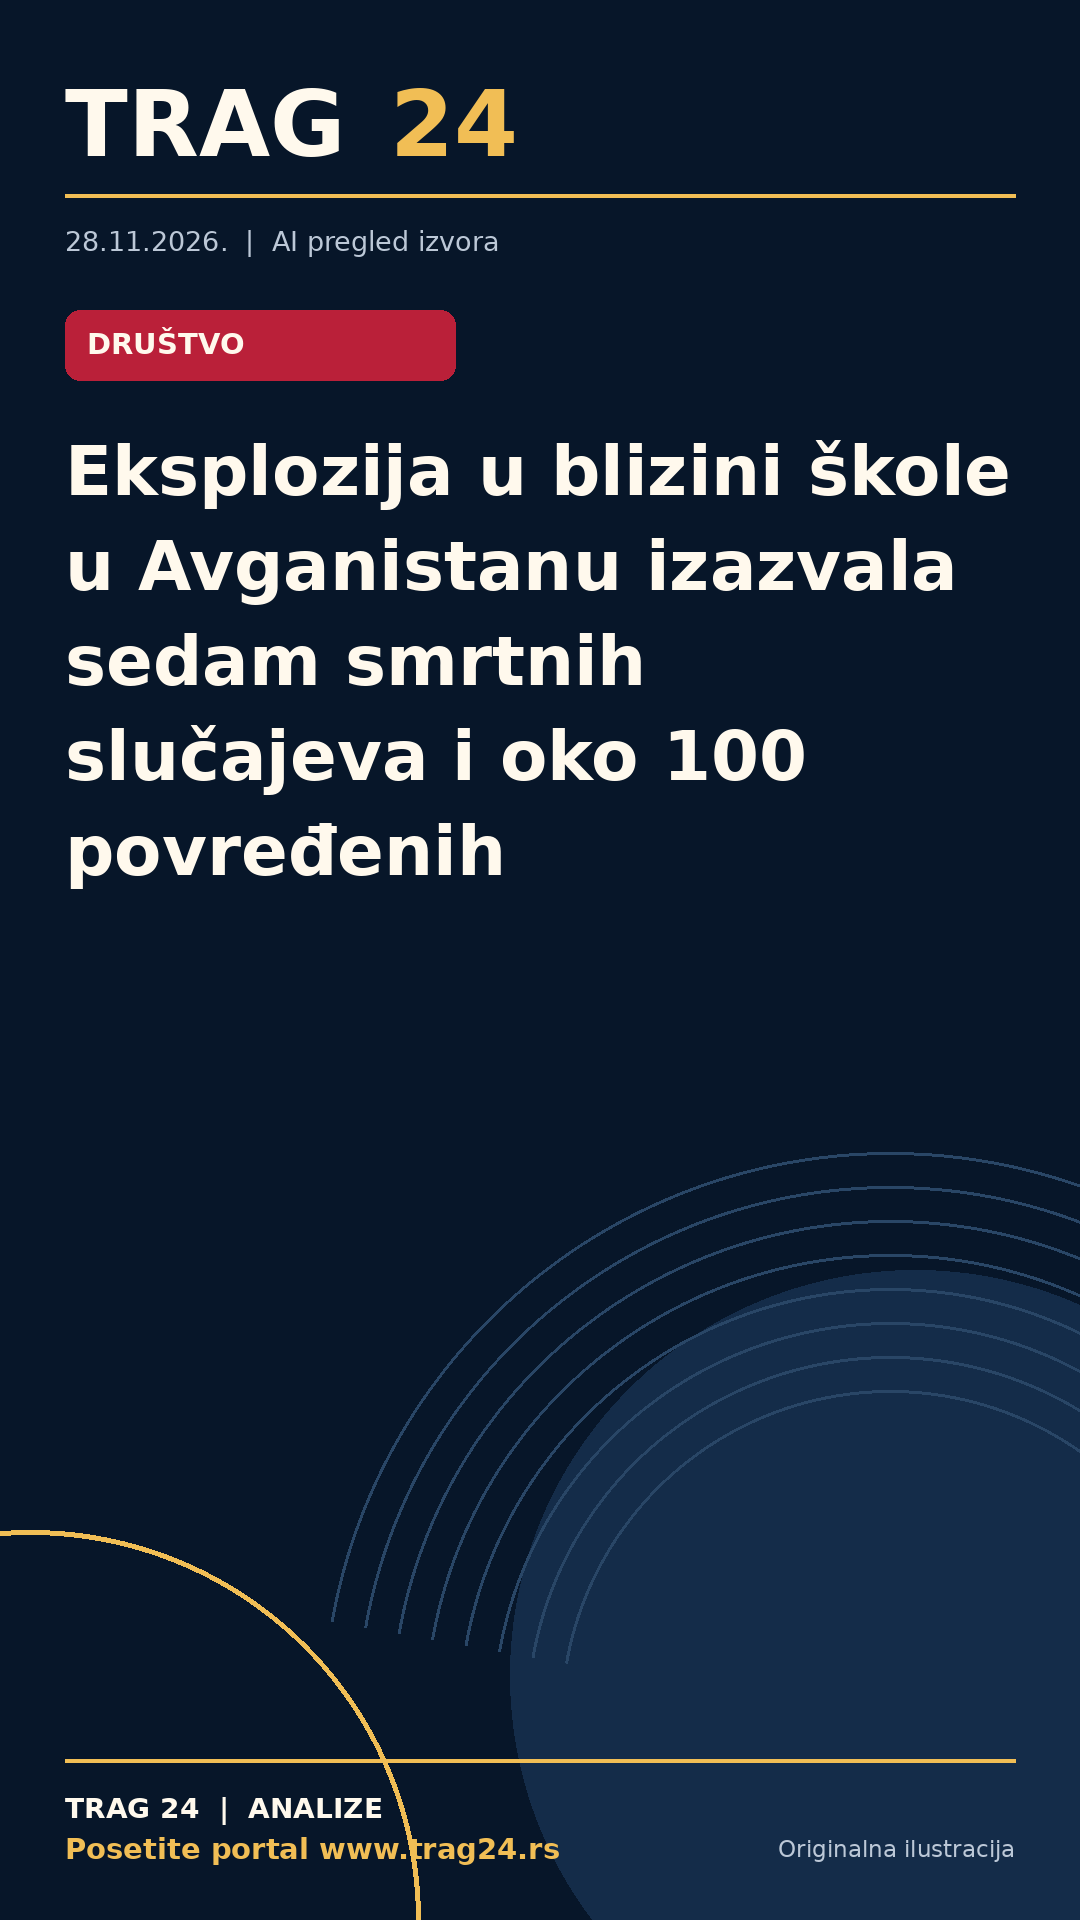 TRAG 24
28.11.2026. | AI pregled izvora
DRUŠTVO
Eksplozija u blizini škole
u Avganistanu izazvala
sedam smrtnih
slučajeva i oko 100
povređenih
TRAG 24 | ANALIZE
Posetite portal www.trag24.rs
Originalna ilustracija